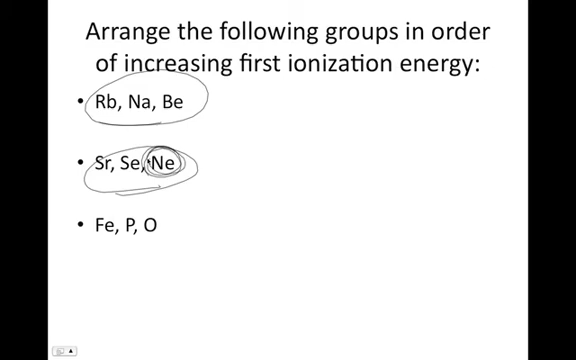 Arrange the following groups in order
of increasing first ionization energy:
• Rb, Na, Be
• Sr, Se, Ne
• Fe, P, O